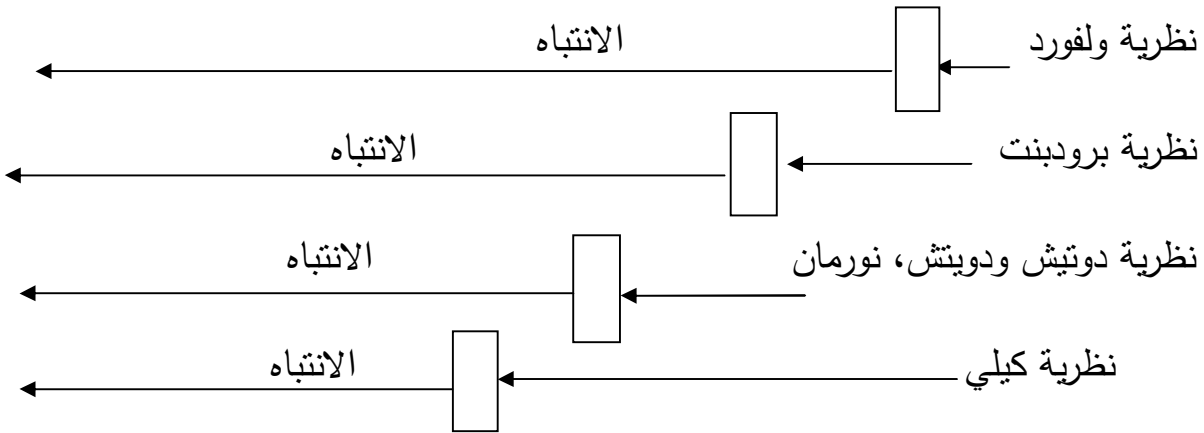 نظرية ولفورد الانتباه
نظرية برودبنت الانتباه
نظرية دوتيش ودويتش، نورمان الانتباه
نظرية كيلي الانتباه